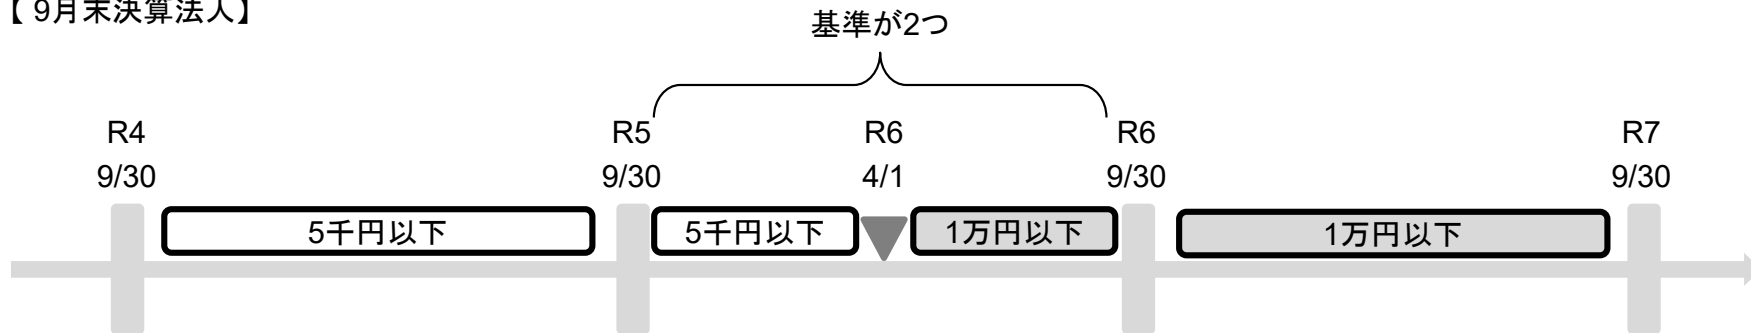 【 9月末決算法人】
基準が2つ
R4 R5 R6 R6 R7
9/30 9/30 4/1 9/30 9/30
5千円以下 5千円以下 1万円以下 1万円以下